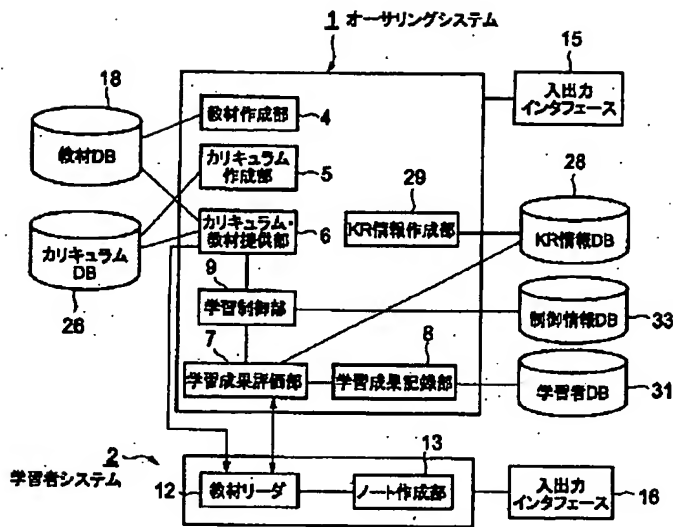 1 オーサリングシステム
15
入出力
インタフェース
18
教材DB
教材作成部
4
カリキュラム
作成部
5
29
28
カリキュラム・
教材提供部
6
KR情報作成部
KR情報DB
カリキュラム
DB
26
9
学習制御部
制御情報DB
33
7
8
学習成果評価部
学習成果記録部
学習者DB
31
2
学習者システム
13
12
教材リーダ
ノート作成部
入出力
インタフェース
16